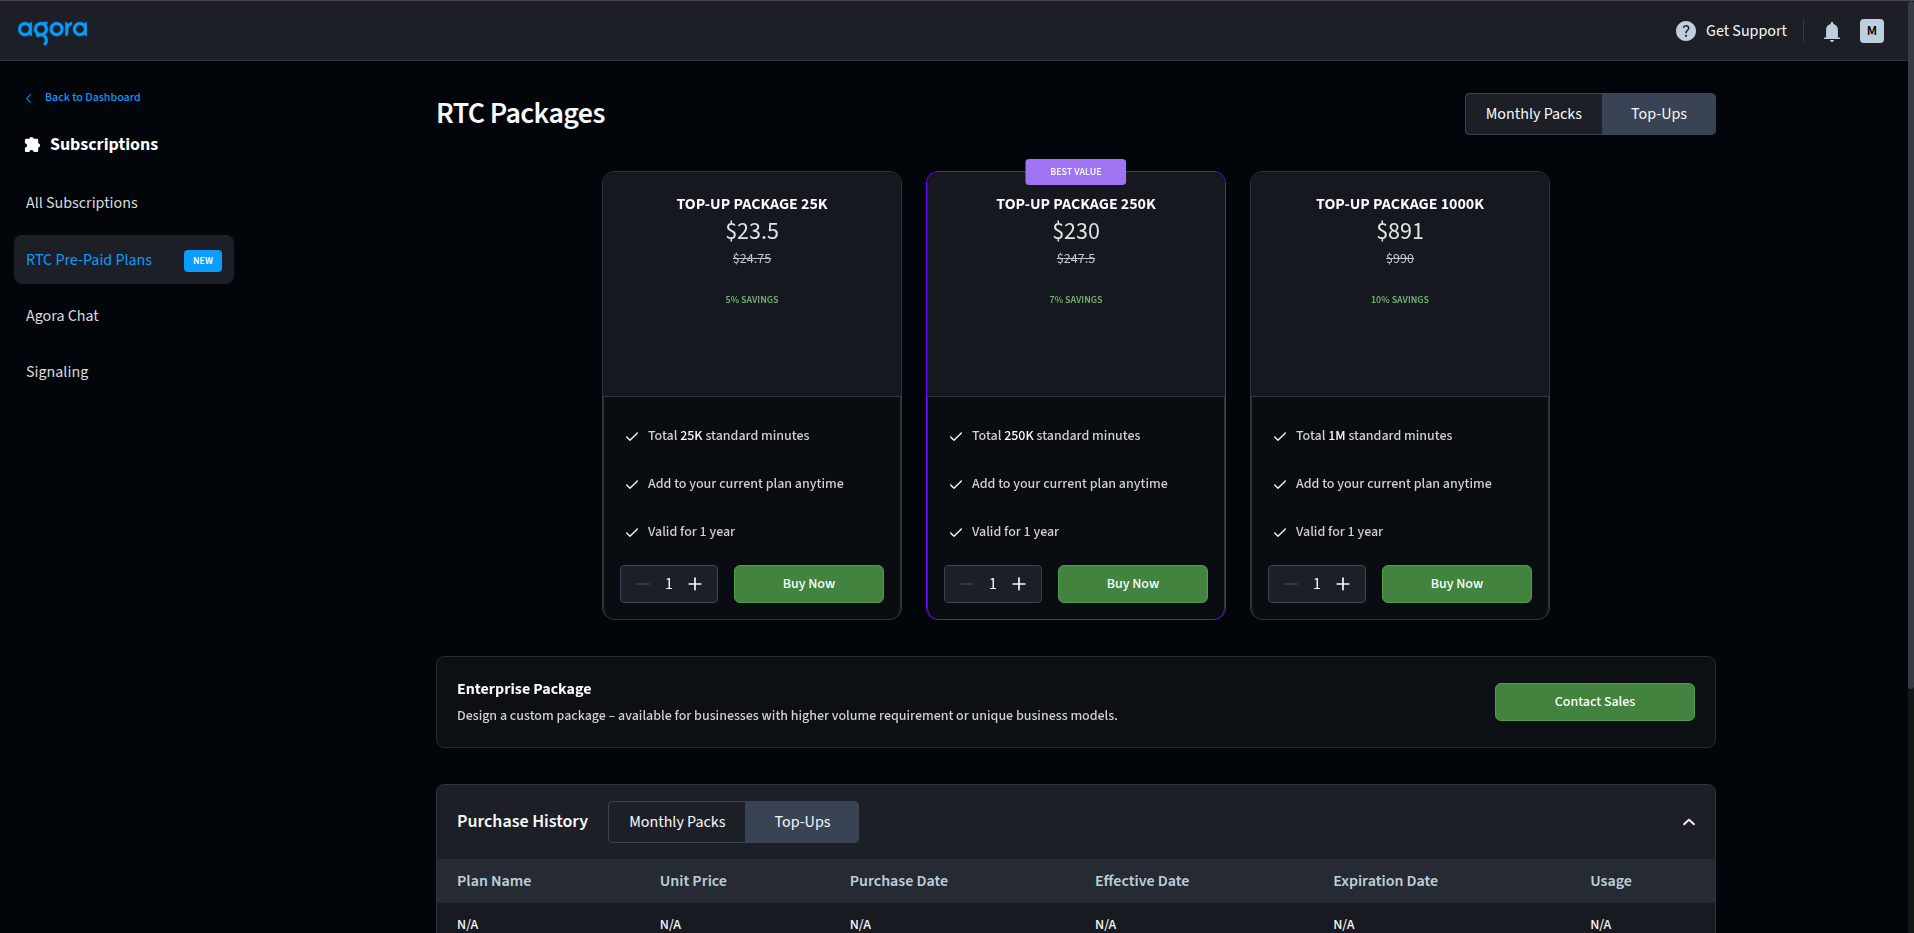 agora
? Get Support
M
Back to Dashboard
Subscriptions
All Subscriptions
RTC Pre-Paid Plans NEW
Agora Chat
Signaling
RTC Packages
Monthly Packs Top-Ups
TOP-UP PACKAGE 25K
$23.5
$24.75
5% SAVINGS
Total 25K standard minutes
Add to your current plan anytime
Valid for 1 year
1 Buy Now
BEST VALUE
TOP-UP PACKAGE 250K
$230
$247.5
7% SAVINGS
Total 250K standard minutes
Add to your current plan anytime
Valid for 1 year
1 Buy Now
TOP-UP PACKAGE 1000K
$891
$990
10% SAVINGS
Total 1M standard minutes
Add to your current plan anytime
Valid for 1 year
1 Buy Now
Enterprise Package
Design a custom package – available for businesses with higher volume requirement or unique business models.
Contact Sales
Purchase History Monthly Packs Top-Ups
Plan Name Unit Price Purchase Date Effective Date Expiration Date Usage
N/A N/A N/A N/A N/A N/A